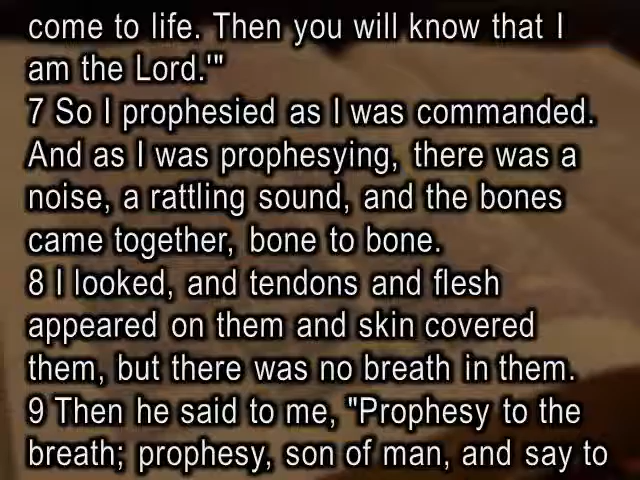 come to life. Then you will know that I
am the Lord.'"
7 So I prophesied as I was commanded.
And as I was prophesying, there was a
noise, a rattling sound, and the bones
came together, bone to bone.
8 I looked, and tendons and flesh
appeared on them and skin covered
them, but there was no breath in them.
9 Then he said to me, "Prophesy to the
breath; prophesy, son of man, and say to